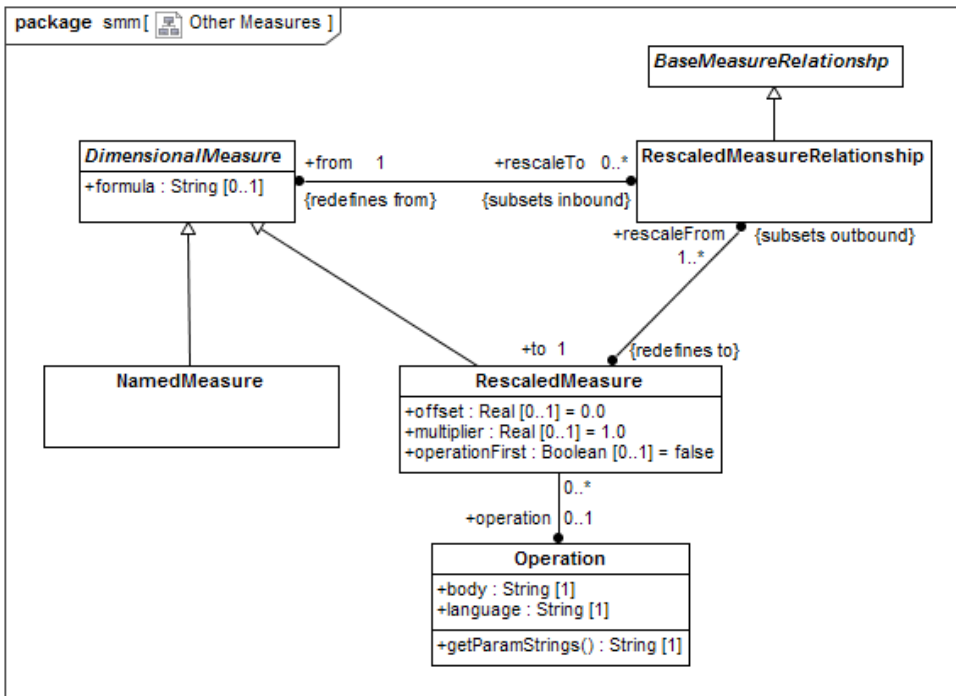 package smm[ Other Measures ]
BaseMeasureRelationshp
DimensionalMeasure
+formula : String [0..1]
+from 1
+rescaleTo 0..*
RescaledMeasureRelationship
{redefines from}
{subsets inbound}
+rescaleFrom
{subsets outbound}
1..*
+to 1
{redefines to}
NamedMeasure
RescaledMeasure
+offset : Real [0..1] = 0.0
+multiplier : Real [0..1] = 1.0
+operationFirst : Boolean [0..1] = false
0..*
+operation 0..1
Operation
+body : String [1]
+language : String [1]
+getParamStrings() : String [1]